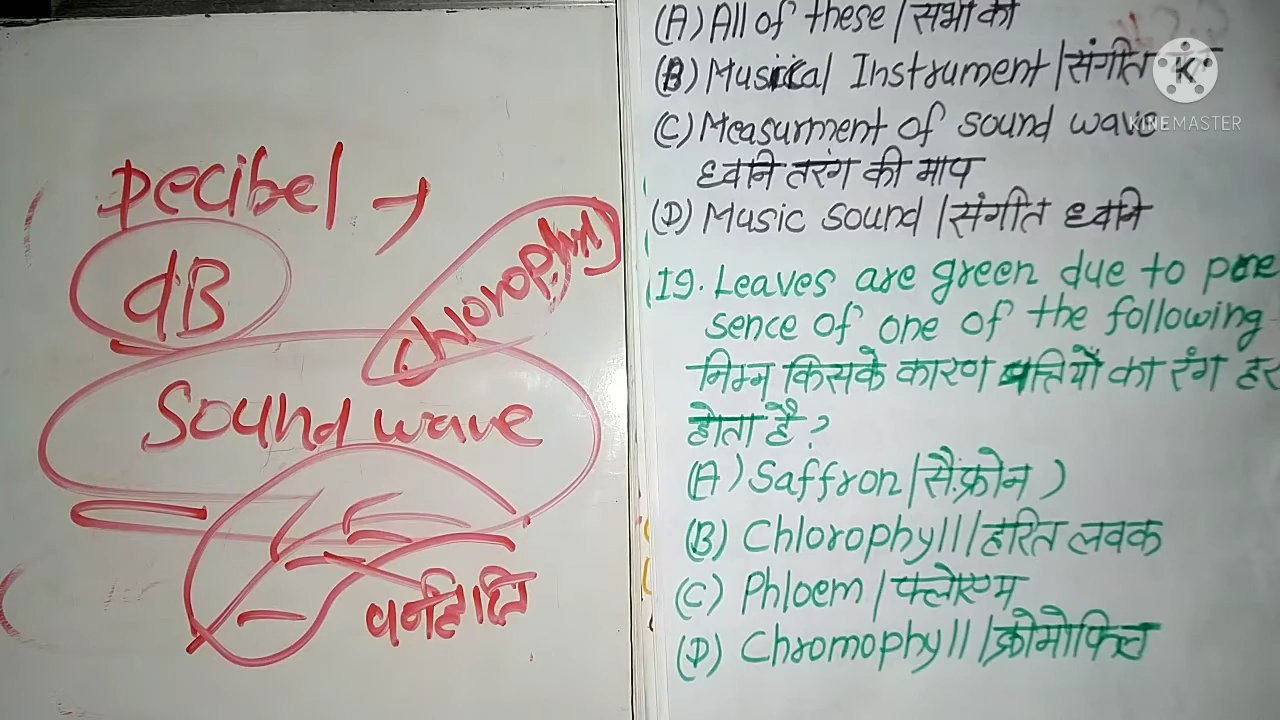 Decibel →
dB
Chlorophyll
Sound wave
(A) All of these / सभी को
(B) Musical Instrument / संगीत
(C) Measurment of sound wave
ध्वनि तरंग की माप
(D) Music sound / संगीत ध्वनि
19. Leaves are green due to pre
sence of one of the following
निम्न किसके कारण पत्तियों का रंग हर
होता है ?
(A) Saffron / सैफ्रोन )
(B) Chlorophyll / हरित लवक
(C) Phloem / फ्लोएम
(D) Chromophyll / क्रोमोफिल
K
KINEMASTER